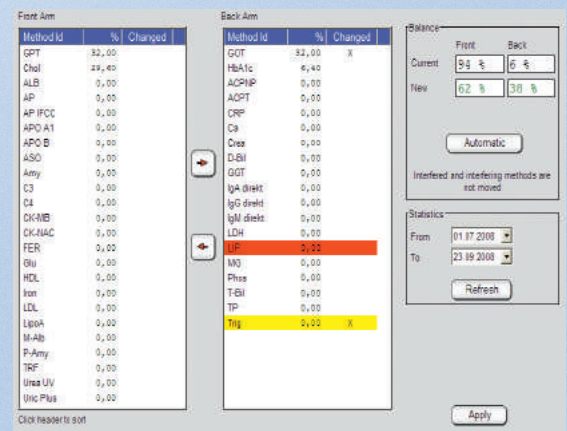 Front Arm
Method Id % Changed
GPT 32,00
Chol 29,60
ALB 0,00
AP 0,00
AP IFCC 0,00
APO A1 0,00
APO B 0,00
ASO 0,00
Amy 0,00
C3 0,00
C4 0,00
CK-MB 0,00
CK-NAC 0,00
FER 0,00
Glu 0,00
HDL 0,00
Iron 0,00
LDL 0,00
LipoA 0,00
M-Alb 0,00
P-Amy 0,00
TRF 0,00
Urea UV 0,00
Uric Plus 0,00
Click header to sort
Back Arm
Method Id % Changed
GOT 32,00 X
HbA1c 6,40
ACPNP 0,00
ACPT 0,00
CRP 0,00
Ca 0,00
Crea 0,00
D-Bil 0,00
GGT 0,00
IgA direkt 0,00
IgG direkt 0,00
IgM direkt 0,00
LDH 0,00
LIP 0,00
MG 0,00
Phos 0,00
T-Bil 0,00
TP 0,00
Trig 0,00 X
Balance
Front Back
Current 94 % 6 %
New 62 % 38 %
Automatic
Interfered and interfering methods are
not moved
Statistics
From 01.07.2008
To 23.09.2008
Refresh
Apply